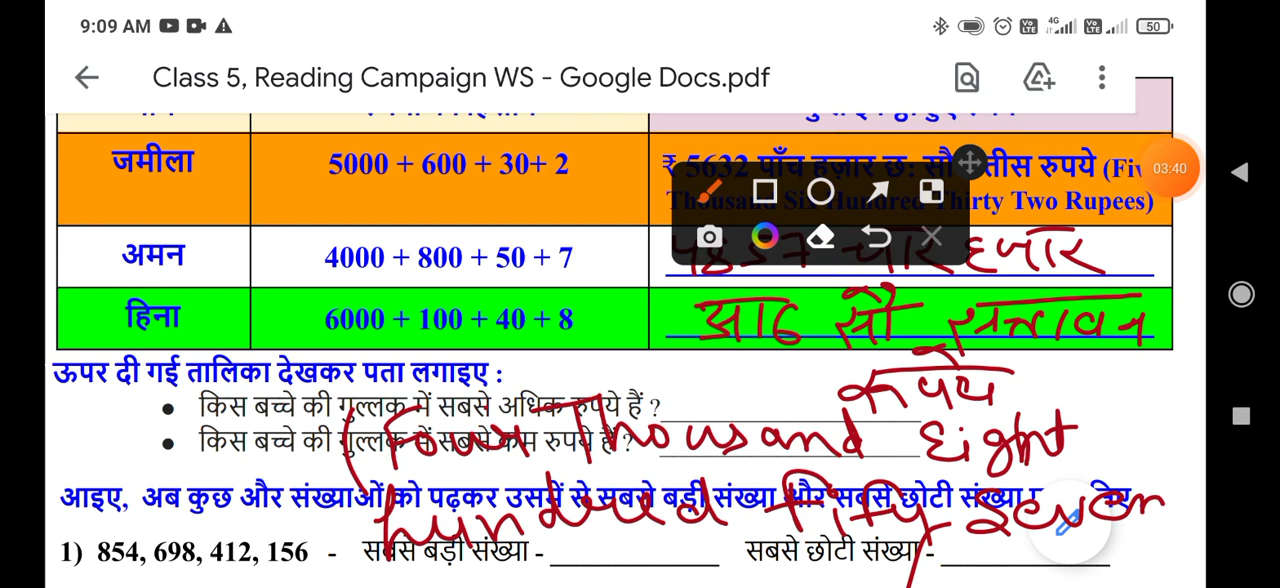 9:09 AM
4G
50
Class 5, Reading Campaign WS - Google Docs.pdf
जमीला
5000 + 600 + 30+ 2
₹ 5632 पाँच हज़ार छः सौ
तीस रुपये (Fiv
03:40
Thousand Six Hundred Thirty Two Rupees)
अमन
4000 + 800 + 50 + 7
4857 चार हजार
हिना
6000 + 100 + 40 + 8
आठ सौ सत्तावन
रूपये
ऊपर दी गई तालिका देखकर पता लगाइए :
• किस बच्चे की गुल्लक में सबसे अधिक रुपये हैं ?
• किस बच्चे की गुल्लक में सबसे कम रुपये हैं ?
(Four Thousand Eight
hundred fifty seven
आइए, अब कुछ और संख्याओं को पढ़कर उसमें से सबसे बड़ी संख्या और सबसे छोटी संख्या
1) 854, 698, 412, 156 - सबसे बड़ी संख्या - ____________ सबसे छोटी संख्या - ____________